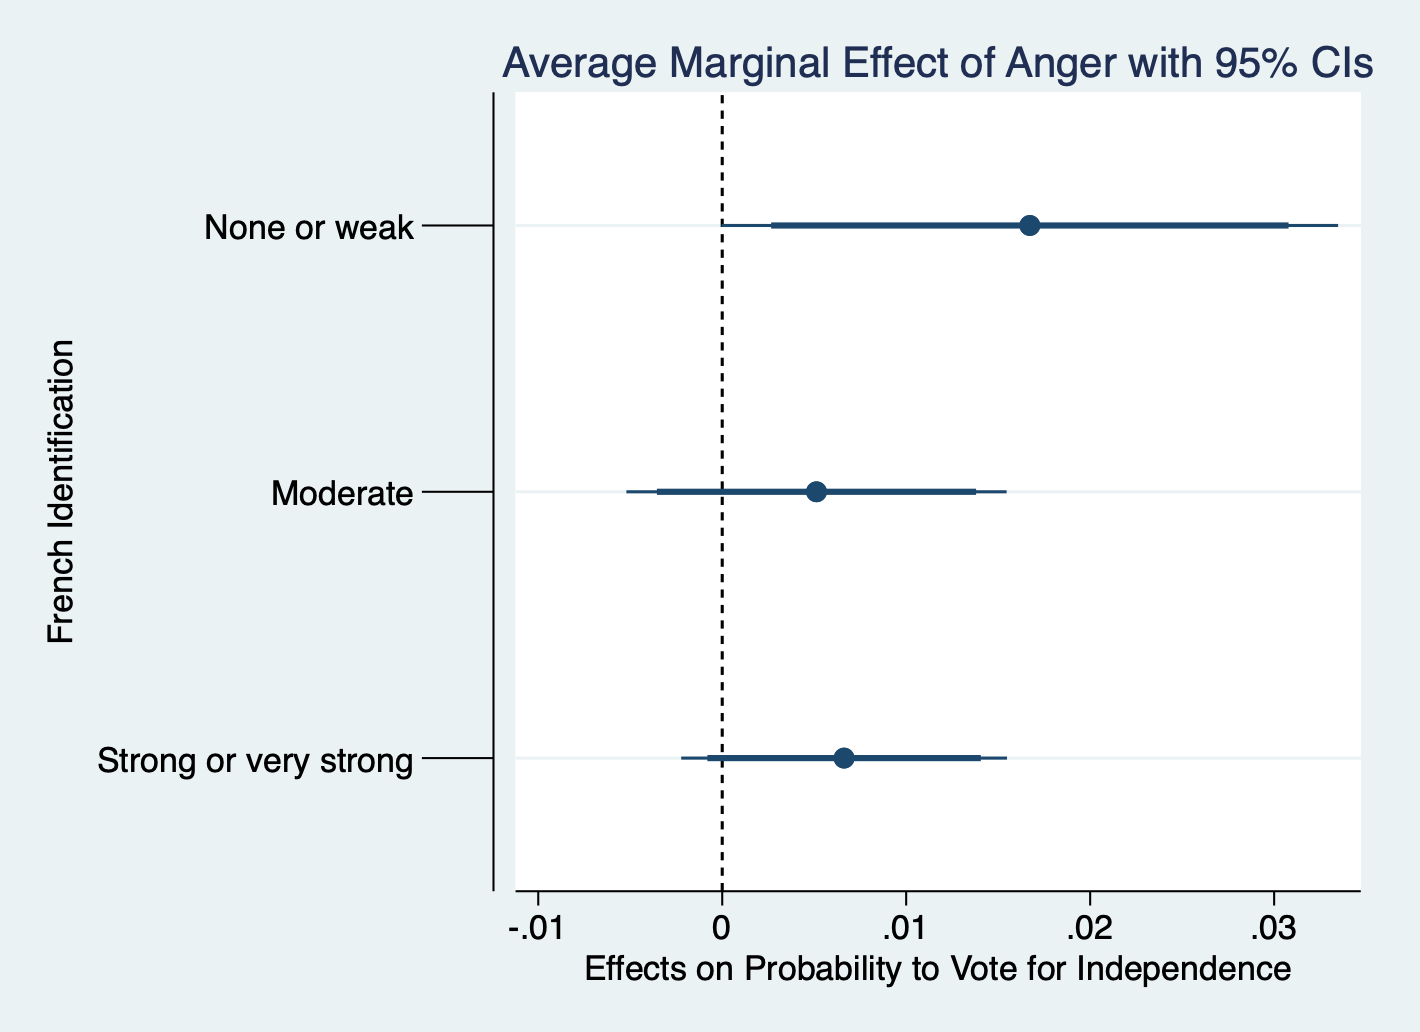 Average Marginal Effect of Anger with 95% CIs
French Identification
None or weak
Moderate
Strong or very strong
-.01 0 .01 .02 .03
Effects on Probability to Vote for Independence